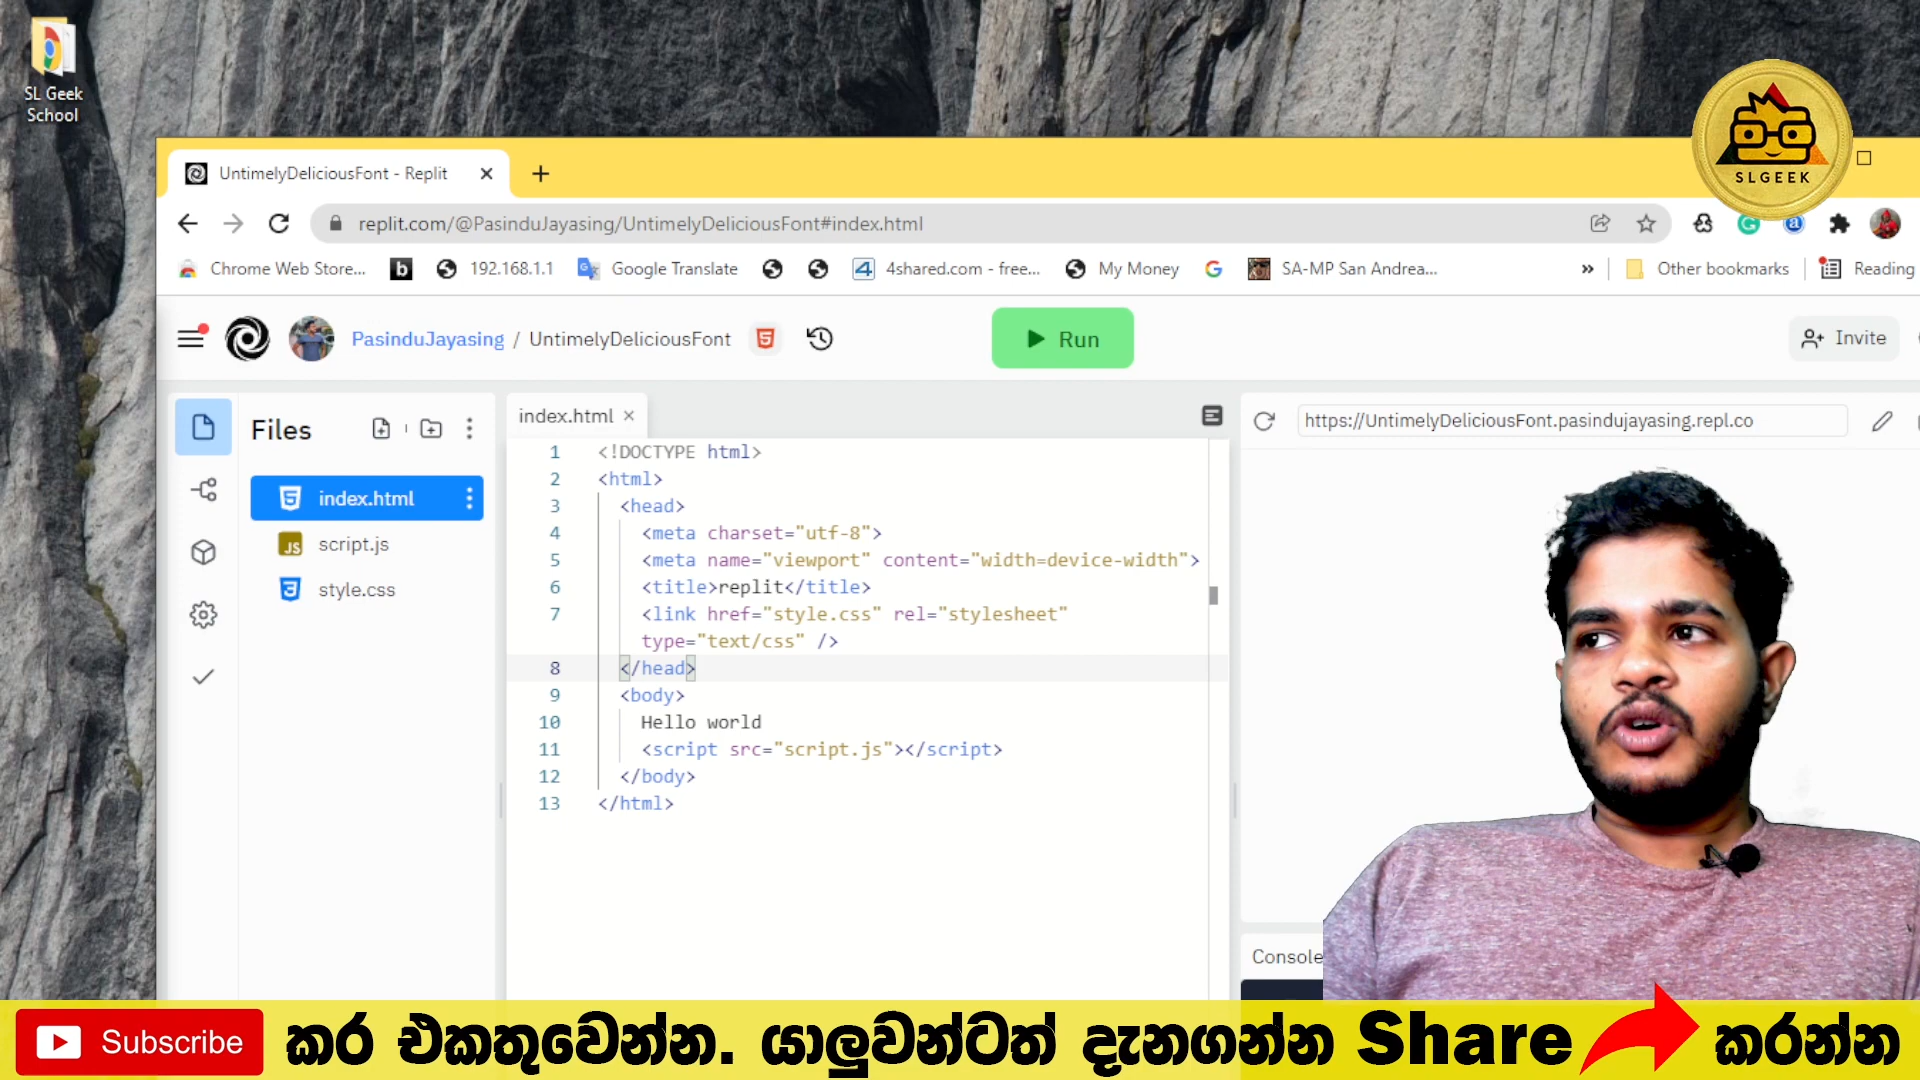 SL Geek
School
SLGEEK
UntimelyDeliciousFont - Replit
replit.com/@PasinduJayasing/UntimelyDeliciousFont#index.html
Chrome Web Store... b 192.168.1.1 Google Translate 4shared.com - free... My Money SA-MP San Andrea... » Other bookmarks Reading
PasinduJayasing / UntimelyDeliciousFont
Run
Invite
Files
index.html
script.js
style.css
index.html
https://UntimelyDeliciousFont.pasindujayasing.repl.co
1 <!DOCTYPE html>
2 <html>
3 <head>
4 <meta charset="utf-8">
5 <meta name="viewport" content="width=device-width">
6 <title>replit</title>
7 <link href="style.css" rel="stylesheet"
type="text/css" />
8 </head>
9 <body>
10 Hello world
11 <script src="script.js"></script>
12 </body>
13 </html>
Console
Subscribe කර එකතුවෙන්න. යාලුවන්ටත් දැනගන්න Share කරන්න